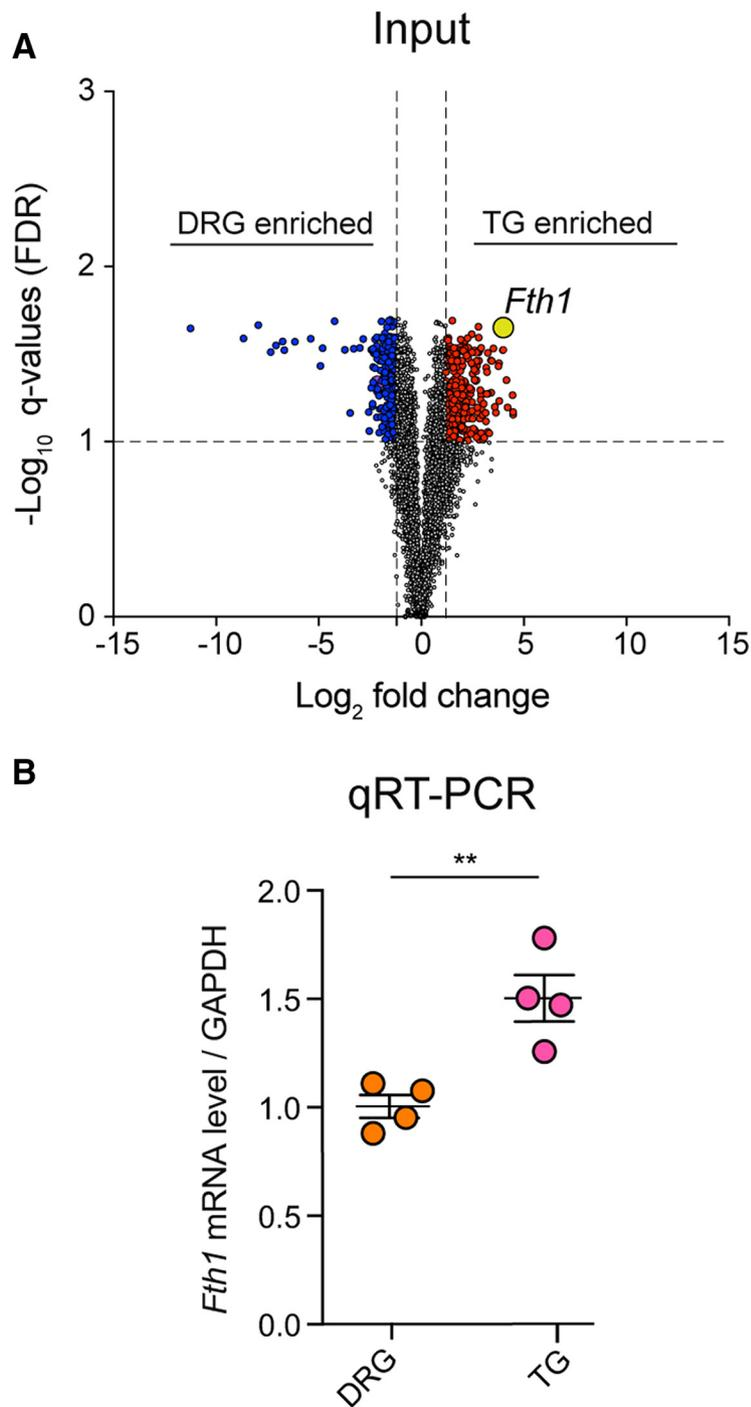 A
Input
3
2
1
0
-Log10 q-values (FDR)
DRG enriched
TG enriched
Fth1
-15 -10 -5 0 5 10 15
Log2 fold change
B
qRT-PCR
**
2.0
1.5
1.0
0.5
0.0
Fth1 mRNA level / GAPDH
DRG
TG